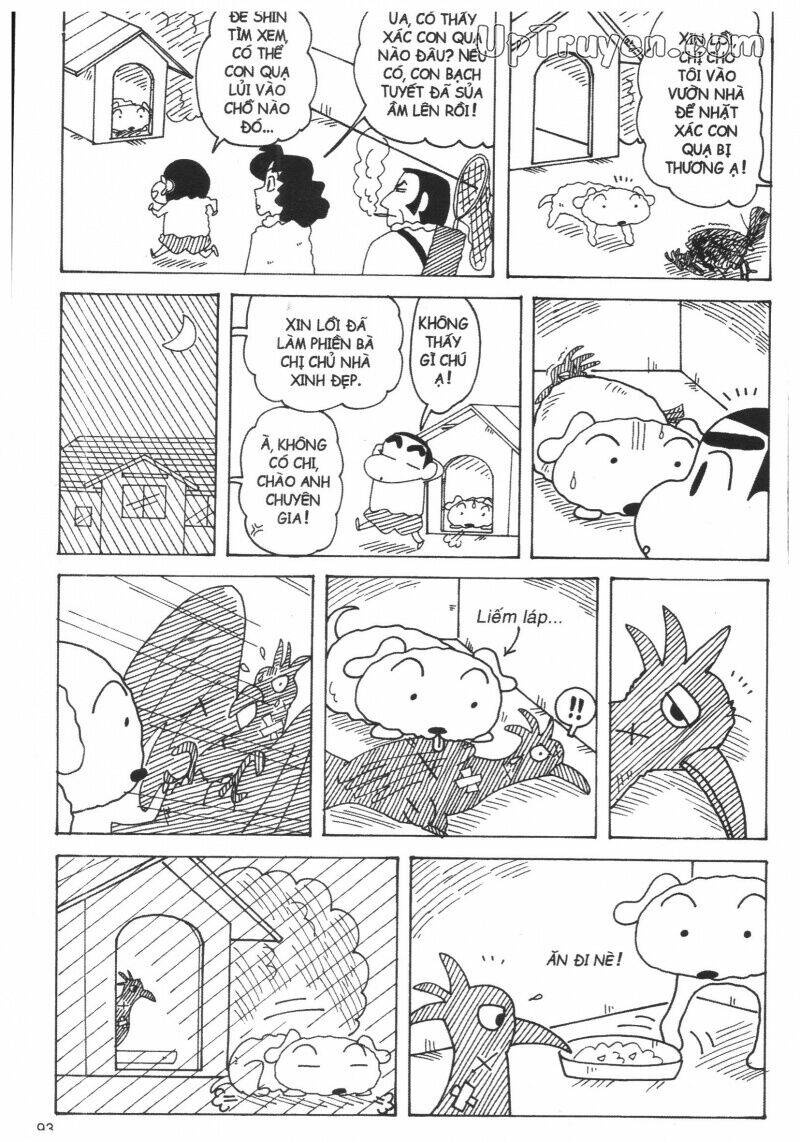 ĐỂ SHIN
TÌM XEM,
CÓ THỂ
CON QUẠ
LỦI VÀO
CHỖ NÀO
ĐÓ...
ỦA, CÓ THẤY
XÁC CON QUẠ
NÀO ĐÂU? NẾU
CÓ, CON BẠCH
TUYẾT ĐÃ SỦA
ẦM LÊN RỒI!
UpTruyen.com
XIN LỖI
CHỊ CHO
TÔI VÀO
VƯỜN NHÀ
ĐỂ NHẶT
XÁC CON
QUẠ BỊ
THƯƠNG Ạ!
XIN LỖI ĐÃ
LÀM PHIỀN BÀ
CHỊ CHỦ NHÀ
XINH ĐẸP.
À, KHÔNG
CÓ CHI,
CHÀO ANH
CHUYÊN
GIA!
KHÔNG
THẤY
GÌ CHÚ
Ạ!
Liếm láp...
!!
ĂN ĐI NÈ!
93